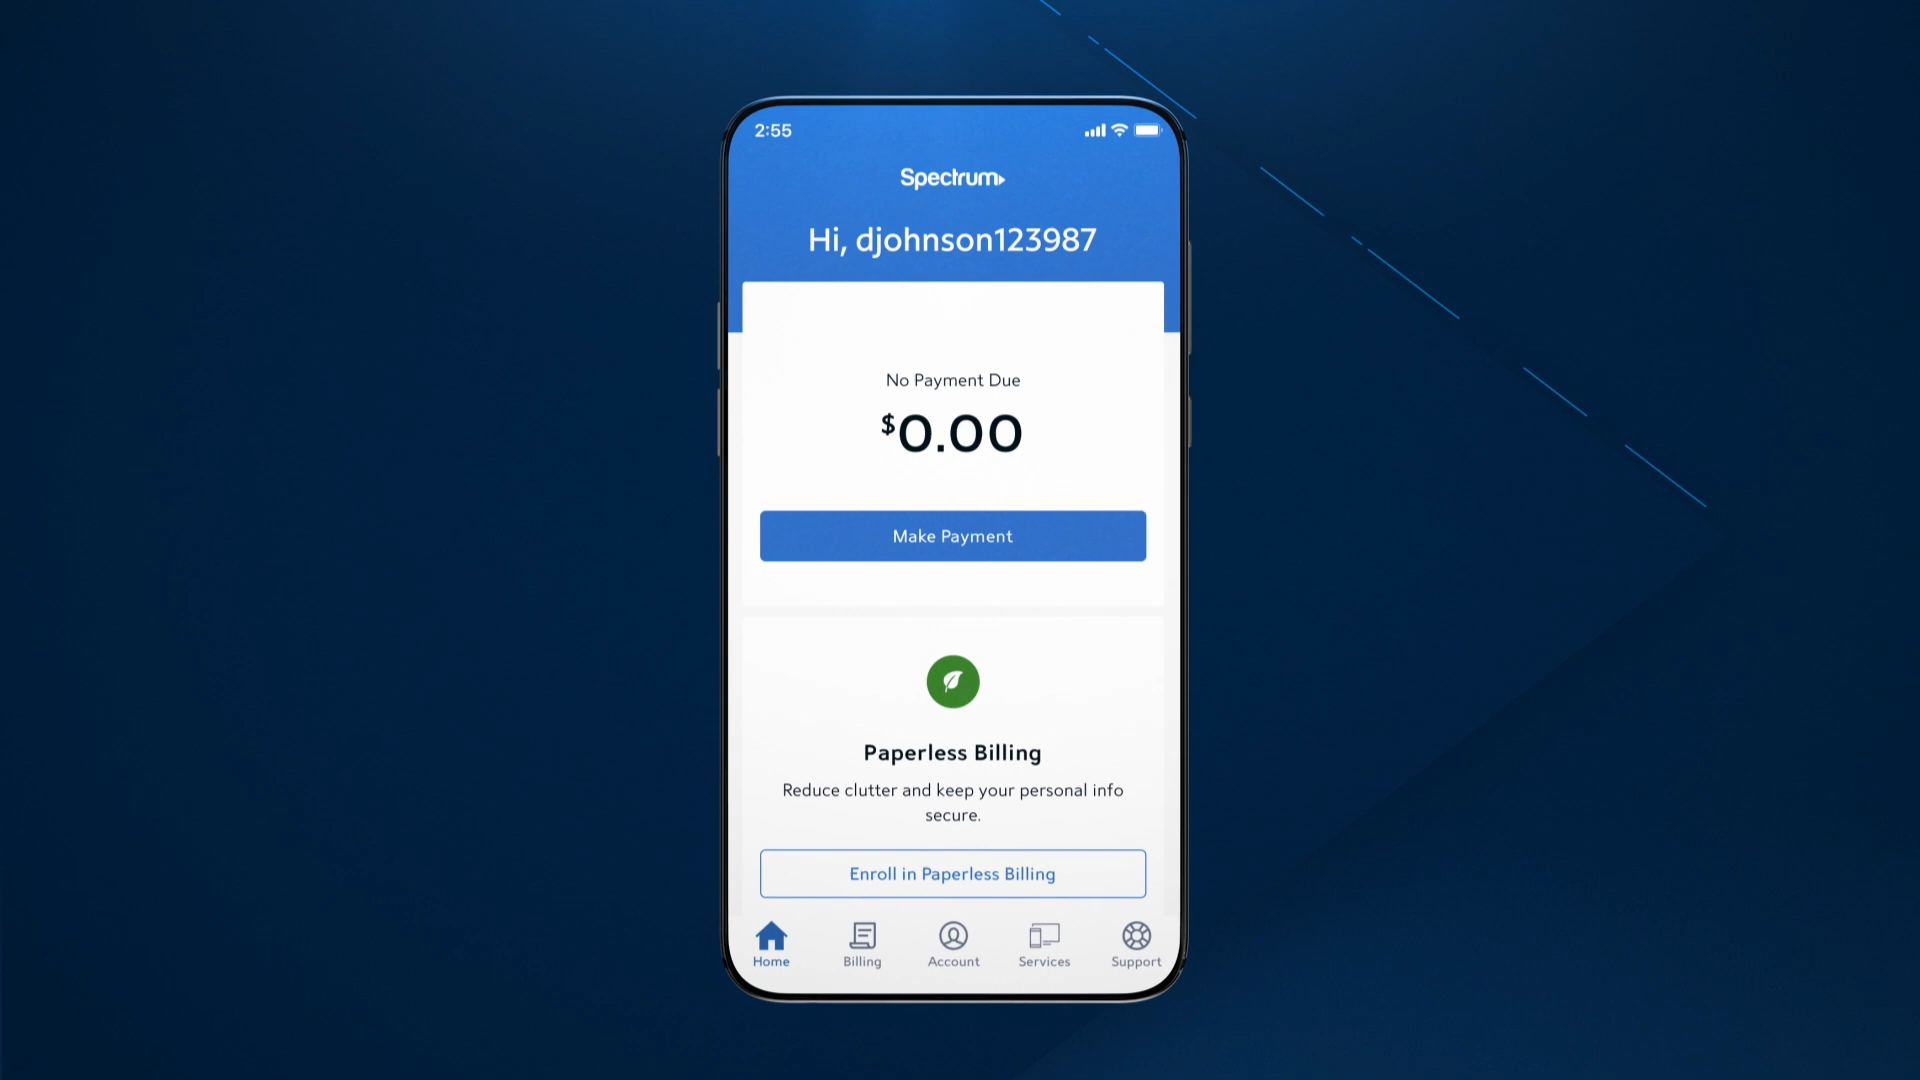 2:55
Spectrum
Hi, djohnson123987
No Payment Due
$0.00
Make Payment
Paperless Billing
Reduce clutter and keep your personal info
secure.
Enroll in Paperless Billing
Home Billing Account Services Support